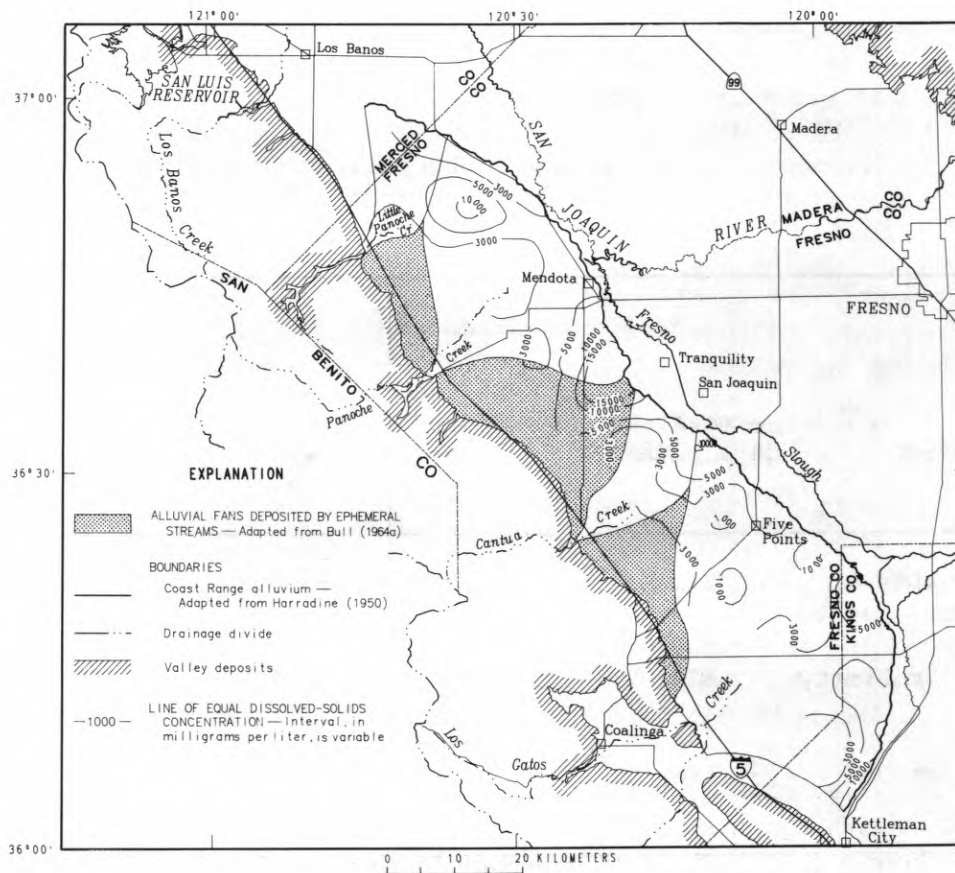 121°00'
120°30'
120°00'
37°00'
36°30'
36°00'
Los Banos
SAN LUIS
RESERVOIR
Los Banos
Creek
MERCED
FRESNO
CO
CO
SAN
JOAQUIN
RIVER
99
Madera
MADERA
FRESNO
CO
CO
5000
3000
10,000
Little
Panoche
Cr
3000
SAN
BENITO
CO
Mendota
FRESNO
Fresno
Slough
3000
5000
10000
15000
Creek
Panoche
Tranquility
San Joaquin
15000
10000
5000
3000
3000
5000
10000
5000
3000
1000
Five
Points
Cantua
Creek
3000
1000
1000
3000
FRESNO CO
KINGS CO
5000
Creek
Coalinga
Los
Gatos
5
3000
5000
10000
Kettleman
City
EXPLANATION
ALLUVIAL FANS DEPOSITED BY EPHEMERAL
STREAMS — Adapted from Bull (1964a)
BOUNDARIES
Coast Range alluvium —
Adapted from Harradine (1950)
Drainage divide
Valley deposits
—1000— LINE OF EQUAL DISSOLVED-SOLIDS
CONCENTRATION — Interval, in
milligrams per liter, is variable
0 10 20 KILOMETERS